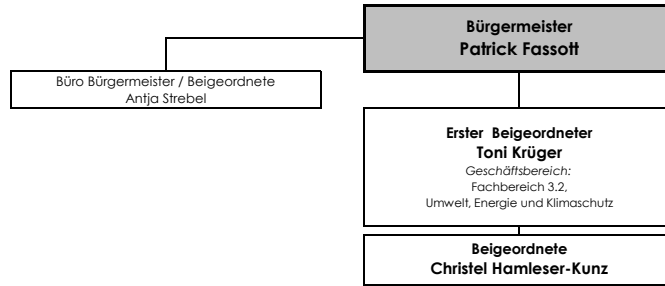 Bürgermeister
Patrick Fassott
Büro Bürgermeister / Beigeordnete
Antja Strebel
Erster Beigeordneter
Toni Krüger
Geschäftsbereich:
Fachbereich 3.2,
Umwelt, Energie und Klimaschutz
Beigeordnete
Christel Hamleser-Kunz